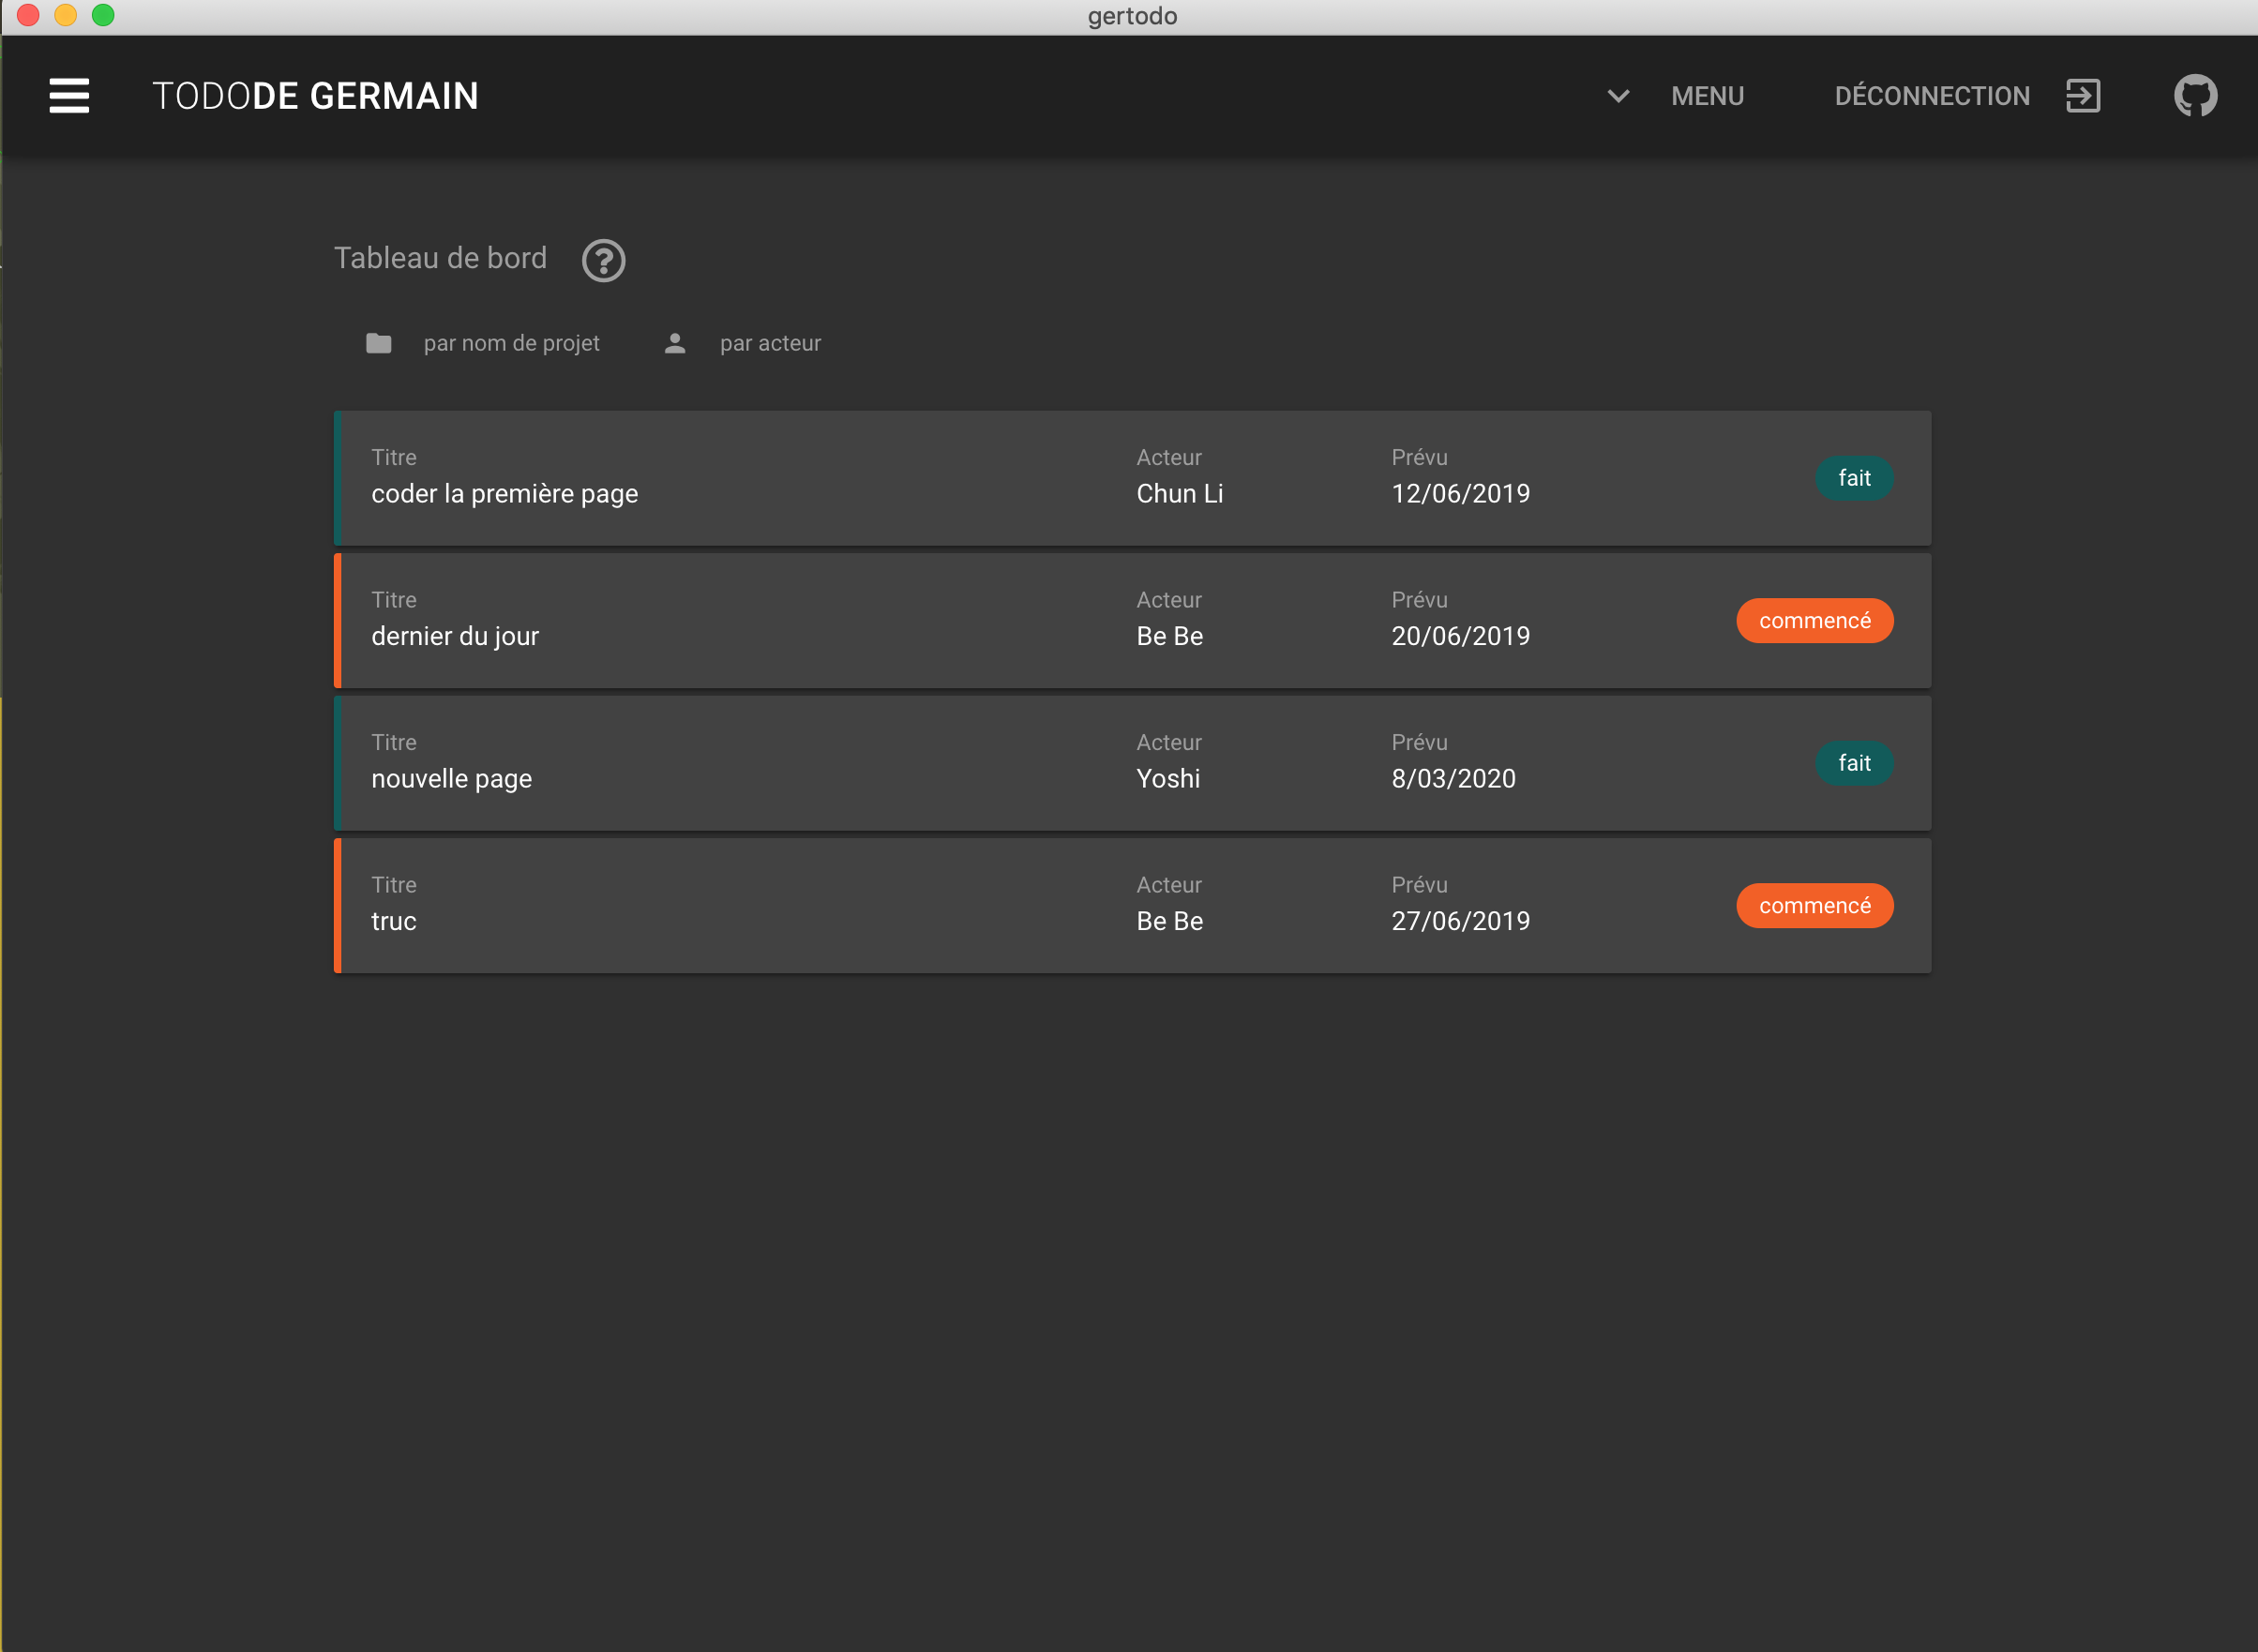 gertodo
TODODE GERMAIN MENU DÉCONNECTION
Tableau de bord
par nom de projet par acteur
Titre Acteur Prévu
coder la première page Chun Li 12/06/2019 fait
Titre Acteur Prévu
dernier du jour Be Be 20/06/2019 commencé
Titre Acteur Prévu
nouvelle page Yoshi 8/03/2020 fait
Titre Acteur Prévu
truc Be Be 27/06/2019 commencé